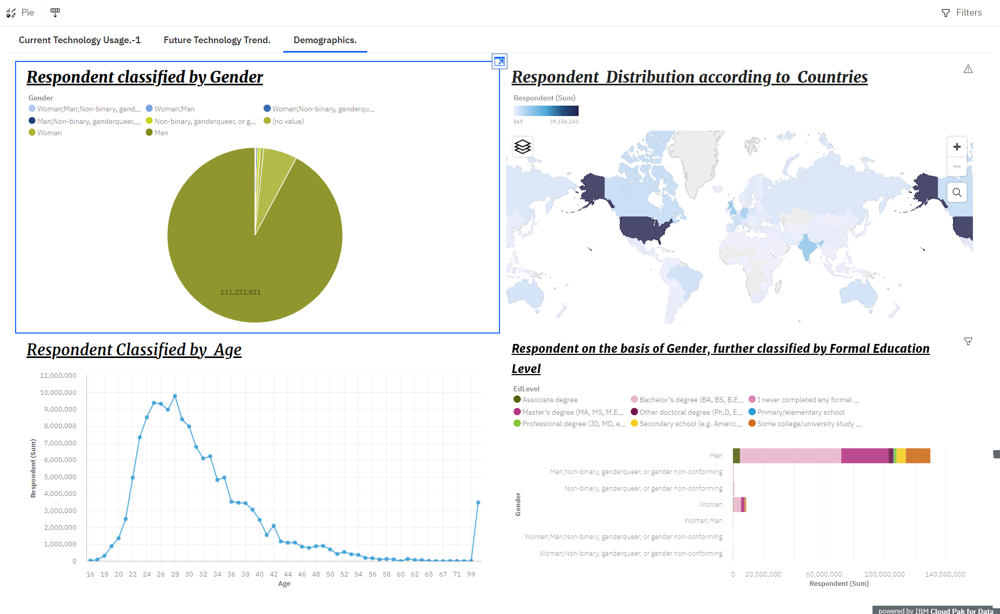 Pie
Filters
Current Technology Usage.-1
Future Technology Trend.
Demographics.
Respondent classified by Gender
Gender
Woman;Man;Non-binary, gend...
Woman;Man
Woman;Non-binary, genderqu...
Man;Non-binary, genderqueer,...
Non-binary, genderqueer, or g...
(no value)
Woman
Man
131,232,821
Respondent Distribution according to Countries
Respondent (Sum)
865
39,154,240
Respondent Classified by Age
Respondent (Sum)
11,000,000
10,000,000
9,000,000
8,000,000
7,000,000
6,000,000
5,000,000
4,000,000
3,000,000
2,000,000
1,000,000
0
16 18 20 22 24 26 28 30 32 34 36 38 40 42 44 46 48 50 52 54 56 58 60 62 65 67 71 99
Age
Respondent on the basis of Gender, further classified by Formal Education
Level
EdLevel
Associate degree
Bachelor's degree (BA, BS, B.E...
I never completed any formal ...
Master's degree (MA, MS, M.E...
Other doctoral degree (Ph.D, E...
Primary/elementary school
Professional degree (JD, MD, e...
Secondary school (e.g. Americ...
Some college/university study ...
Gender
Man
Man;Non-binary, genderqueer, or gender non-conforming
Non-binary, genderqueer, or gender non-conforming
Woman
Woman;Man
Woman;Man;Non-binary, genderqueer, or gender non-conforming
Woman;Non-binary, genderqueer, or gender non-conforming
0 20,000,000 60,000,000 100,000,000 140,000,000
Respondent (Sum)
powered by IBM Cloud Pak for Data